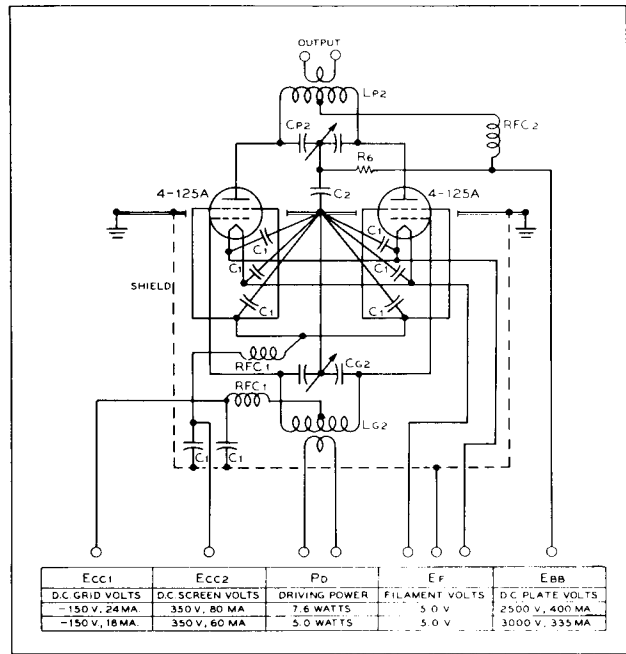 OUTPUT
LP2
CP2
RFC2
R6
4-125A
C2
4-125A
C1
C1
C1
C1
SHIELD
C1
C1
RFC1
RFC1
CG2
LG2
C1
C1
ECC1 ECC2 PD EF EBB
D.C. GRID VOLTS D.C. SCREEN VOLTS DRIVING POWER FILAMENT VOLTS D.C. PLATE VOLTS
-150 V, 24 MA. 350 V, 80 MA 7.6 WATTS 5.0 V 2500 V, 400 MA
-150 V, 18 MA. 350 V, 60 MA 5.0 WATTS 5.0 V 3000 V, 335 MA